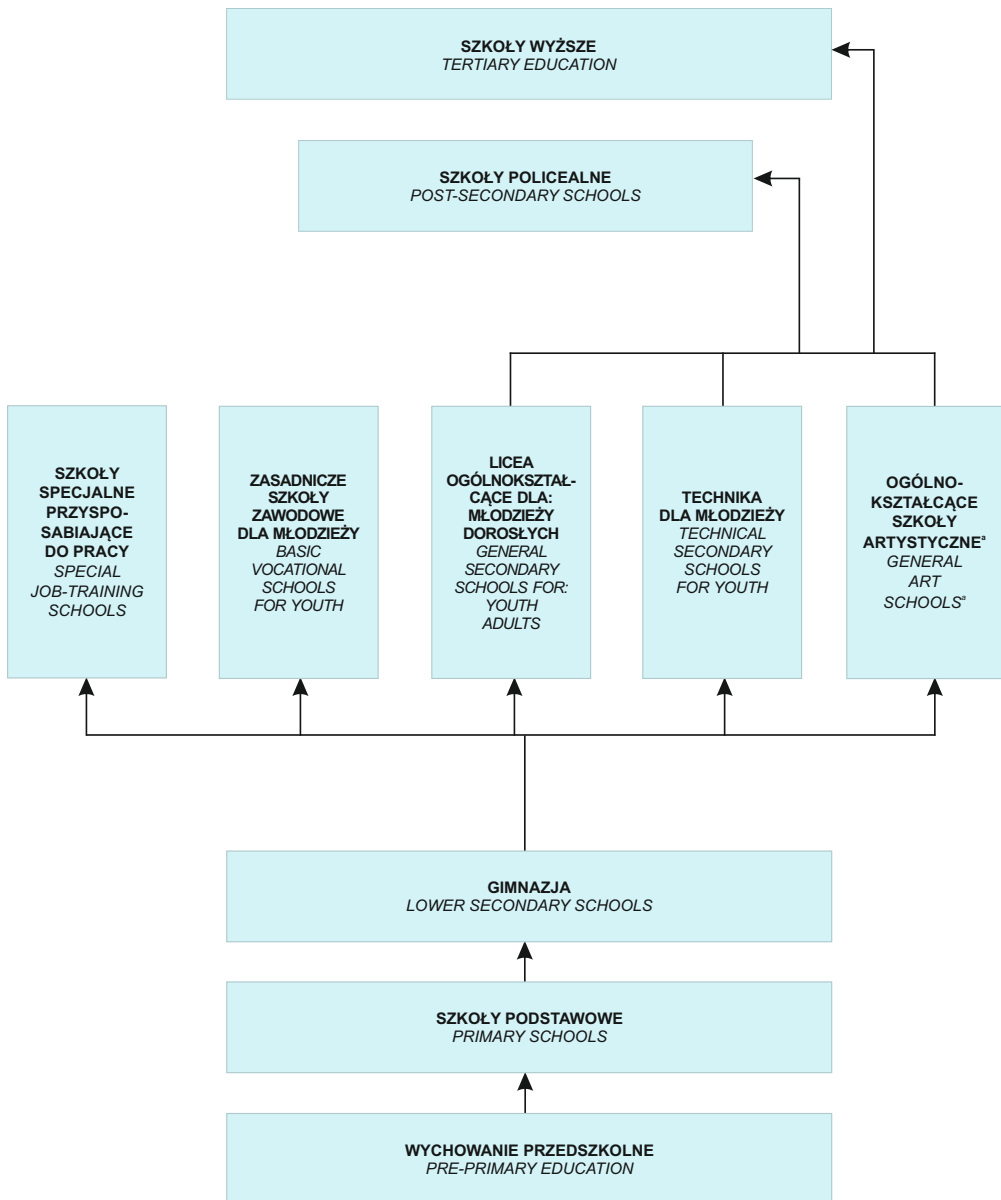 SZKOŁY WYŻSZE
TERTIARY EDUCATION
SZKOŁY POLICEALNE
POST-SECONDARY SCHOOLS
SZKOŁY
SPECJALNE
PRZYSPO-
SABIAJĄCE
DO PRACY
SPECIAL
JOB-TRAINING
SCHOOLS
ZASADNICZE
SZKOŁY
ZAWODOWE
DLA MŁODZIEŻY
BASIC
VOCATIONAL
SCHOOLS
FOR YOUTH
LICEA
OGÓLNOKSZTAŁ-
CĄCE DLA:
MŁODZIEŻY
DOROSŁYCH
GENERAL
SECONDARY
SCHOOLS FOR:
YOUTH
ADULTS
TECHNIKA
DLA MŁODZIEŻY
TECHNICAL
SECONDARY
SCHOOLS
FOR YOUTH
OGÓLNO-
KSZTAŁCĄCE
SZKOŁY
ARTYSTYCZNEª
GENERAL
ART
SCHOOLSª
GIMNAZJA
LOWER SECONDARY SCHOOLS
SZKOŁY PODSTAWOWE
PRIMARY SCHOOLS
WYCHOWANIE PRZEDSZKOLNE
PRE-PRIMARY EDUCATION